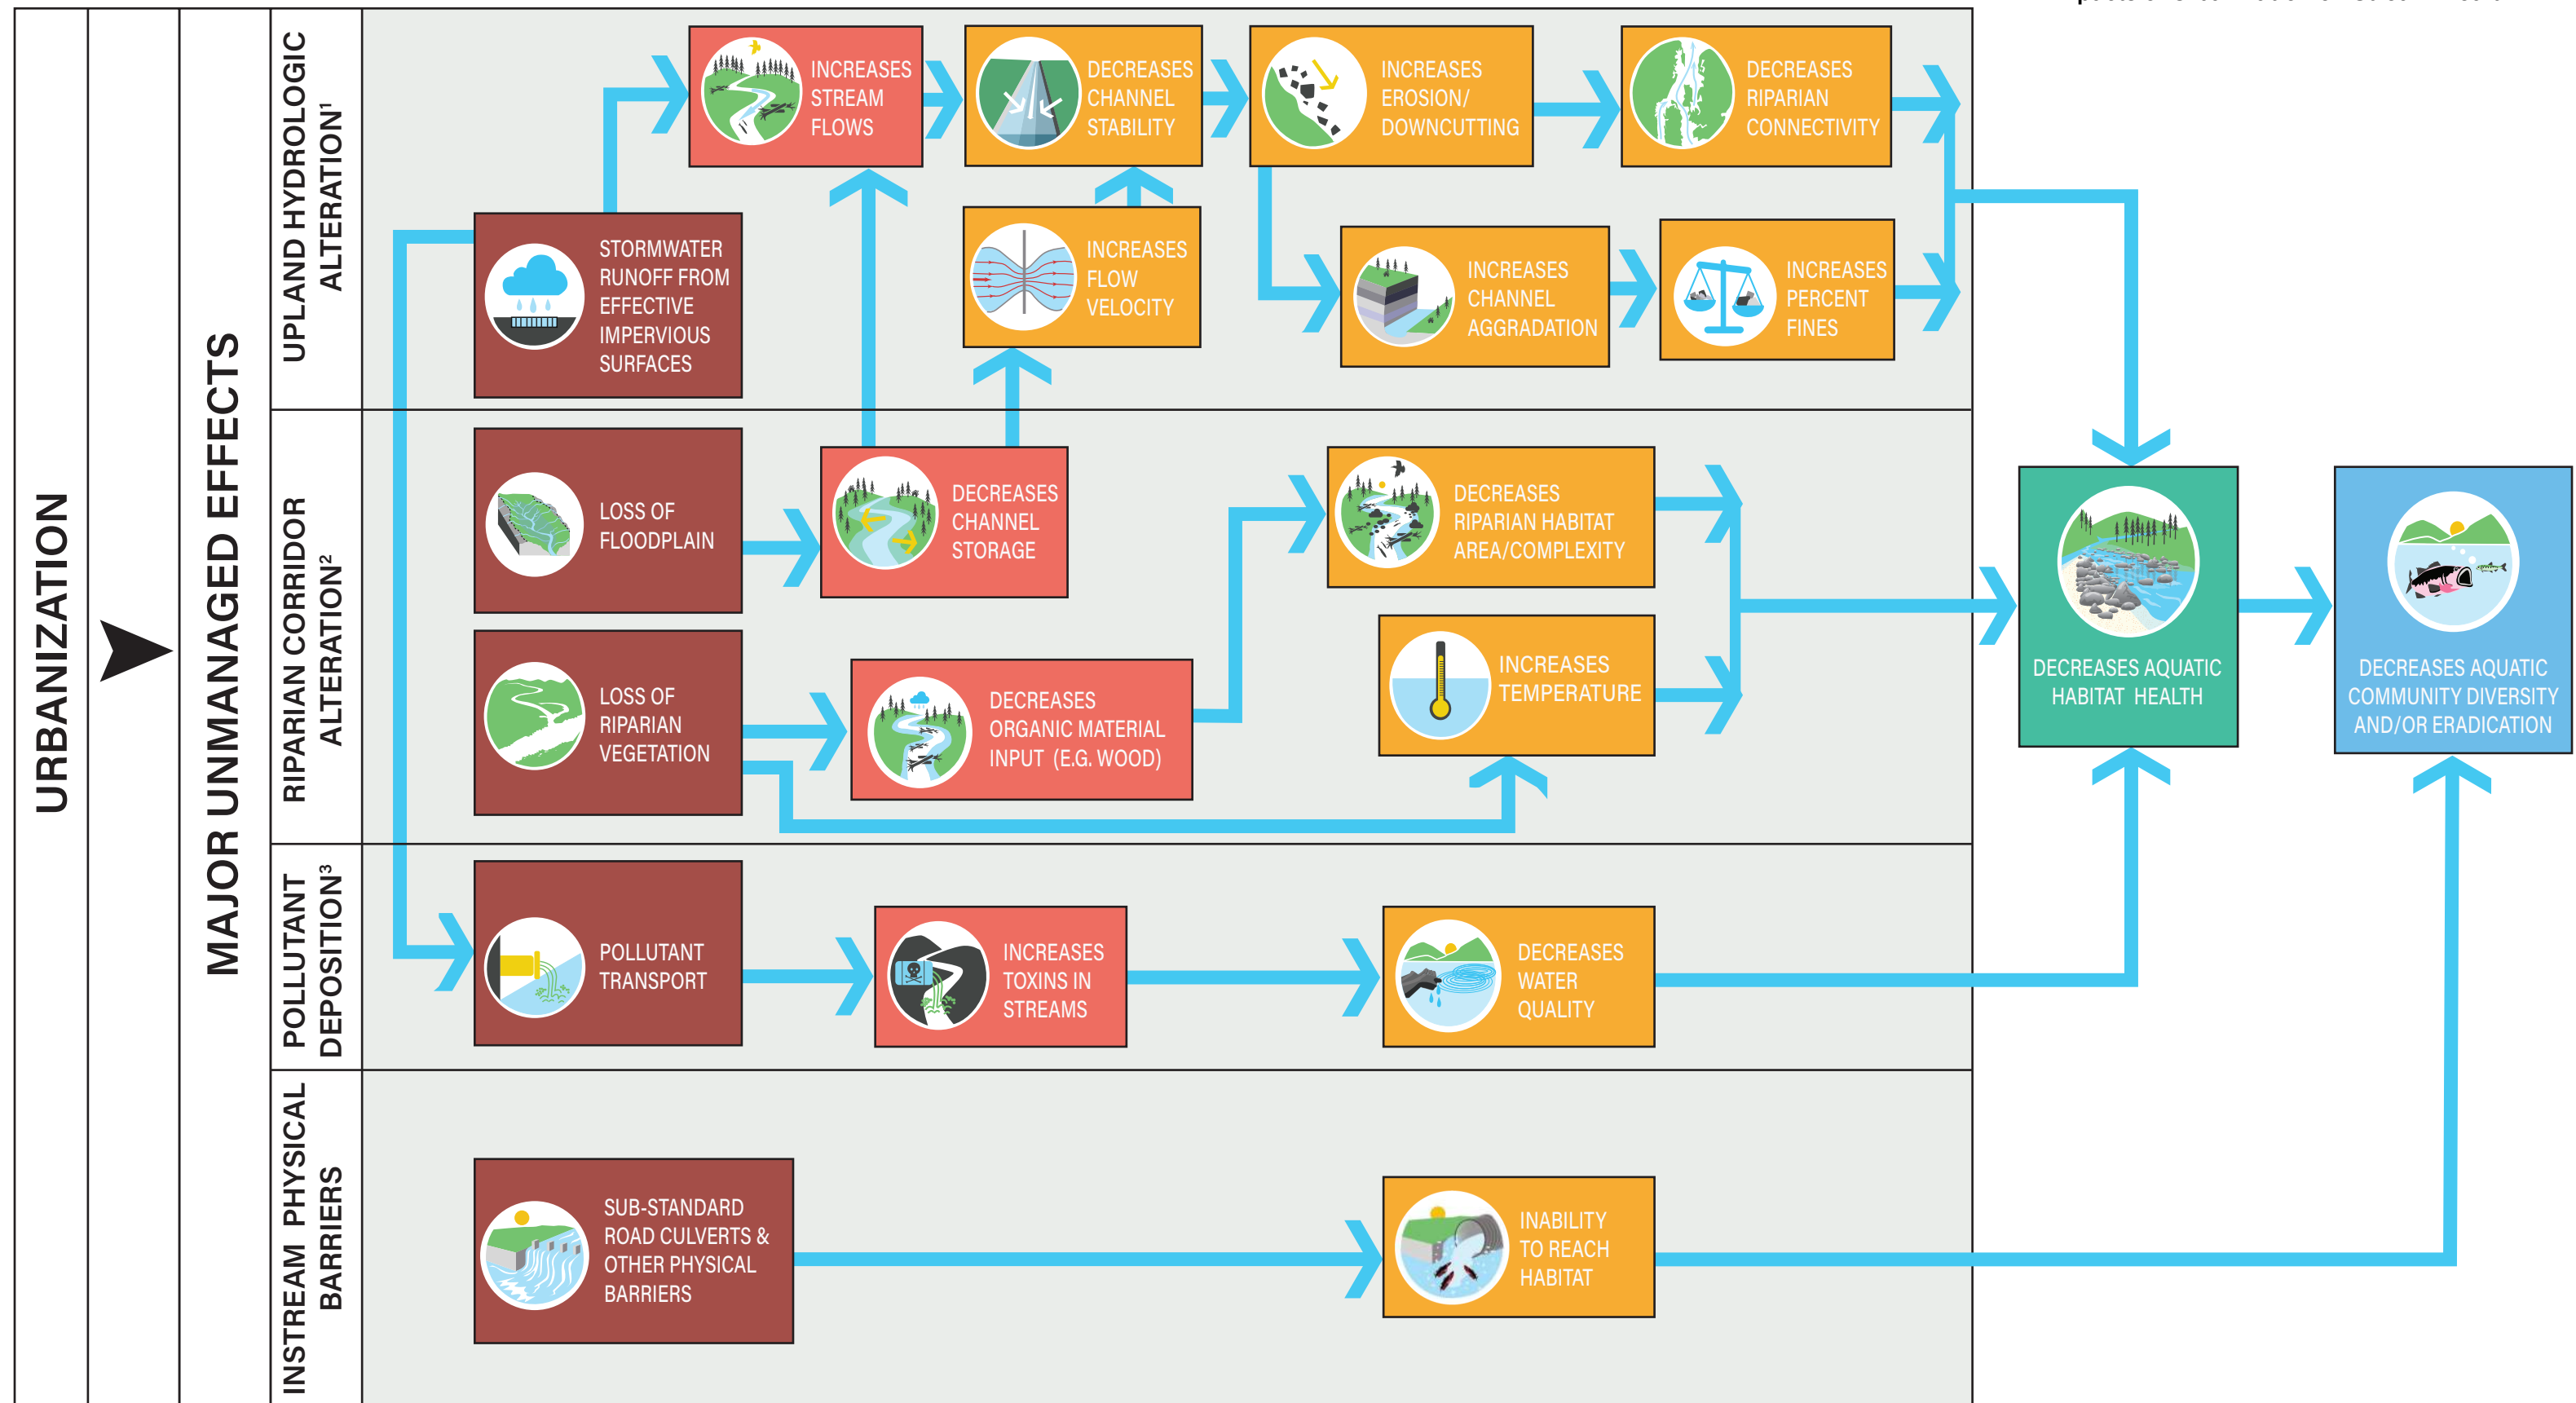 URBANIZATION
MAJOR UNMANAGED EFFECTS
UPLAND HYDROLOGIC
ALTERATION¹
STORMWATER
RUNOFF FROM
EFFECTIVE
IMPERVIOUS
SURFACES
INCREASES
STREAM
FLOWS
DECREASES
CHANNEL
STABILITY
INCREASES
EROSION/
DOWNCUTTING
DECREASES
RIPARIAN
CONNECTIVITY
INCREASES
FLOW
VELOCITY
INCREASES
CHANNEL
AGGRADATION
INCREASES
PERCENT
FINES
RIPARIAN CORRIDOR
ALTERATION²
LOSS OF
FLOODPLAIN
DECREASES
CHANNEL
STORAGE
DECREASES
RIPARIAN HABITAT
AREA/COMPLEXITY
LOSS OF
RIPARIAN
VEGETATION
DECREASES
ORGANIC MATERIAL
INPUT (E.G. WOOD)
INCREASES
TEMPERATURE
DECREASES AQUATIC
HABITAT HEALTH
DECREASES AQUATIC
COMMUNITY DIVERSITY
AND/OR ERADICATION
POLLUTANT
DEPOSITION³
POLLUTANT
TRANSPORT
INCREASES
TOXINS IN
STREAMS
DECREASES
WATER
QUALITY
INSTREAM PHYSICAL
BARRIERS
SUB-STANDARD
ROAD CULVERTS &
OTHER PHYSICAL
BARRIERS
INABILITY
TO REACH
HABITAT